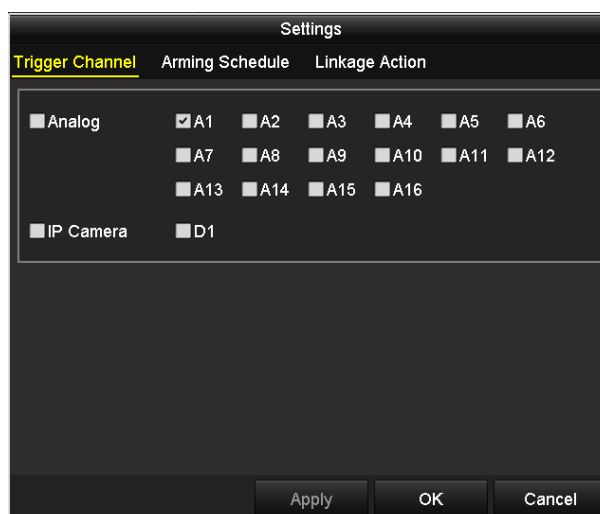 Settings
Trigger Channel Arming Schedule Linkage Action
Analog A1 A2 A3 A4 A5 A6
A7 A8 A9 A10 A11 A12
A13 A14 A15 A16
IP Camera D1
Apply OK Cancel